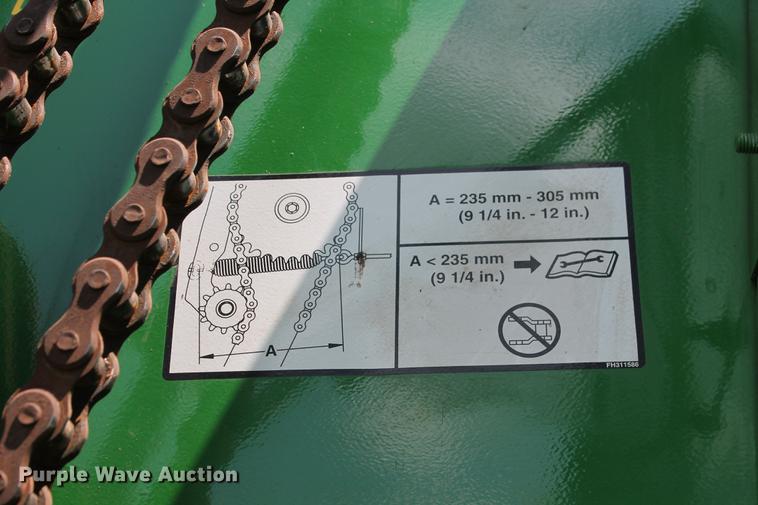 A = 235 mm - 305 mm
(9 1/4 in. - 12 in.)
A < 235 mm
(9 1/4 in.)
A
FH311586
Purple Wave Auction